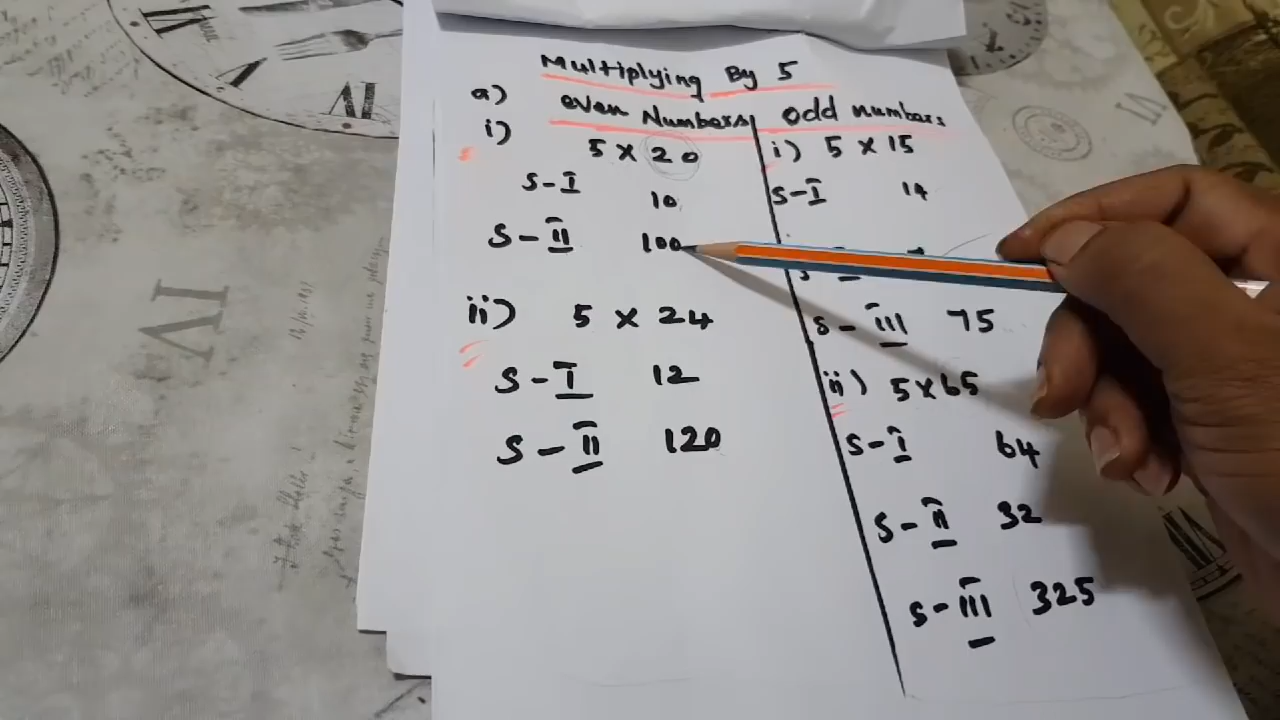 Multiplying By 5
a) even Numbers
i) 5 × 20
S-I 10
S-II 100
ii) 5 × 24
S-I 12
S-II 120
Odd numbers
i) 5 × 15
S-I 14
S-III 75
ii) 5×65
S-I 64
S-II 32
S-III 325
IV